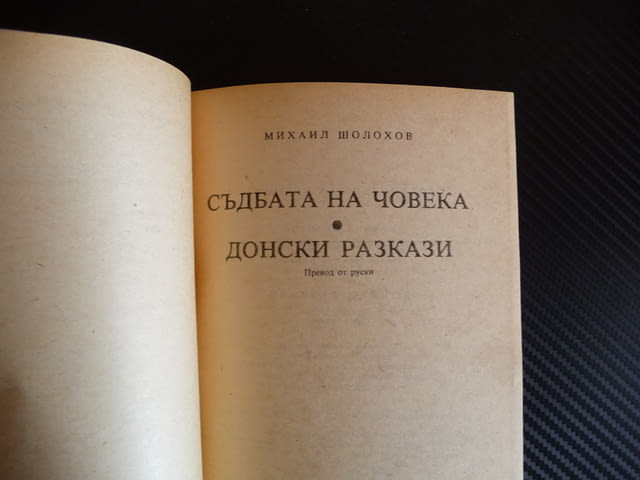 МИХАИЛ ШОЛОХОВ
СЪДБАТА НА ЧОВЕКА
●
ДОНСКИ РАЗКАЗИ
Превод от руски